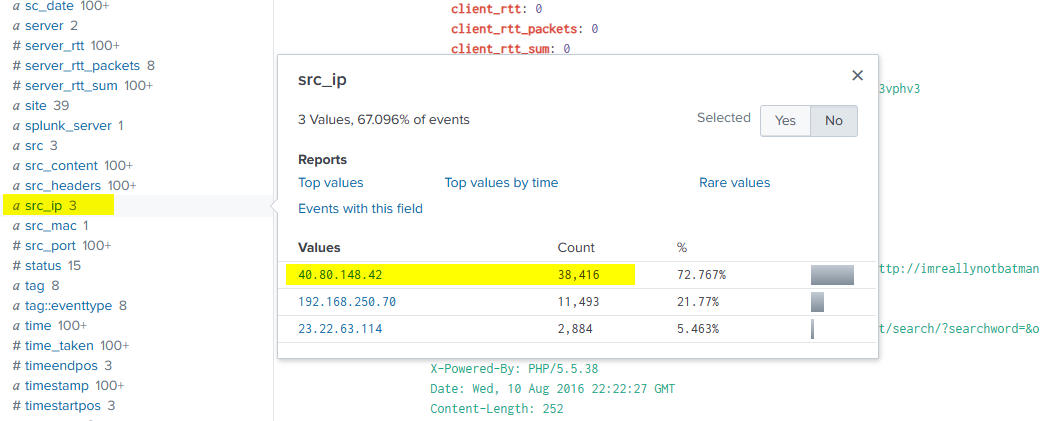 a sc_date 100+
a server 2
# server_rtt 100+
# server_rtt_packets 8
# server_rtt_sum 100+
a site 39
a splunk_server 1
a src 3
a src_content 100+
a src_headers 100+
a src_ip 3
a src_mac 1
# src_port 100+
# status 15
a tag 8
a tag::eventtype 8
a time 100+
# time_taken 100+
# timeendpos 3
a timestamp 100+
# timestartpos 3
client_rtt: 0
client_rtt_packets: 0
client_rtt_sum: 0
3vphv3
src_ip
3 Values, 67.096% of events
Selected Yes No
Reports
Top values Top values by time Rare values
Events with this field
Values Count %
40.80.148.42 38,416 72.767%
192.168.250.70 11,493 21.77%
23.22.63.114 2,884 5.463%
ttp://imreallynotbatman
t/search/?searchword=&o
X-Powered-By: PHP/5.5.38
Date: Wed, 10 Aug 2016 22:22:27 GMT
Content-Length: 252